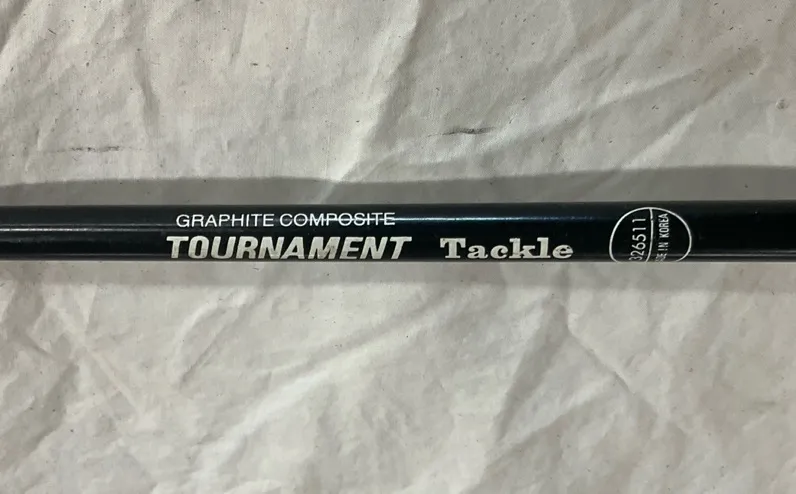 GRAPHITE COMPOSITE
TOURNAMENT Tackle
326511
IN KOREA